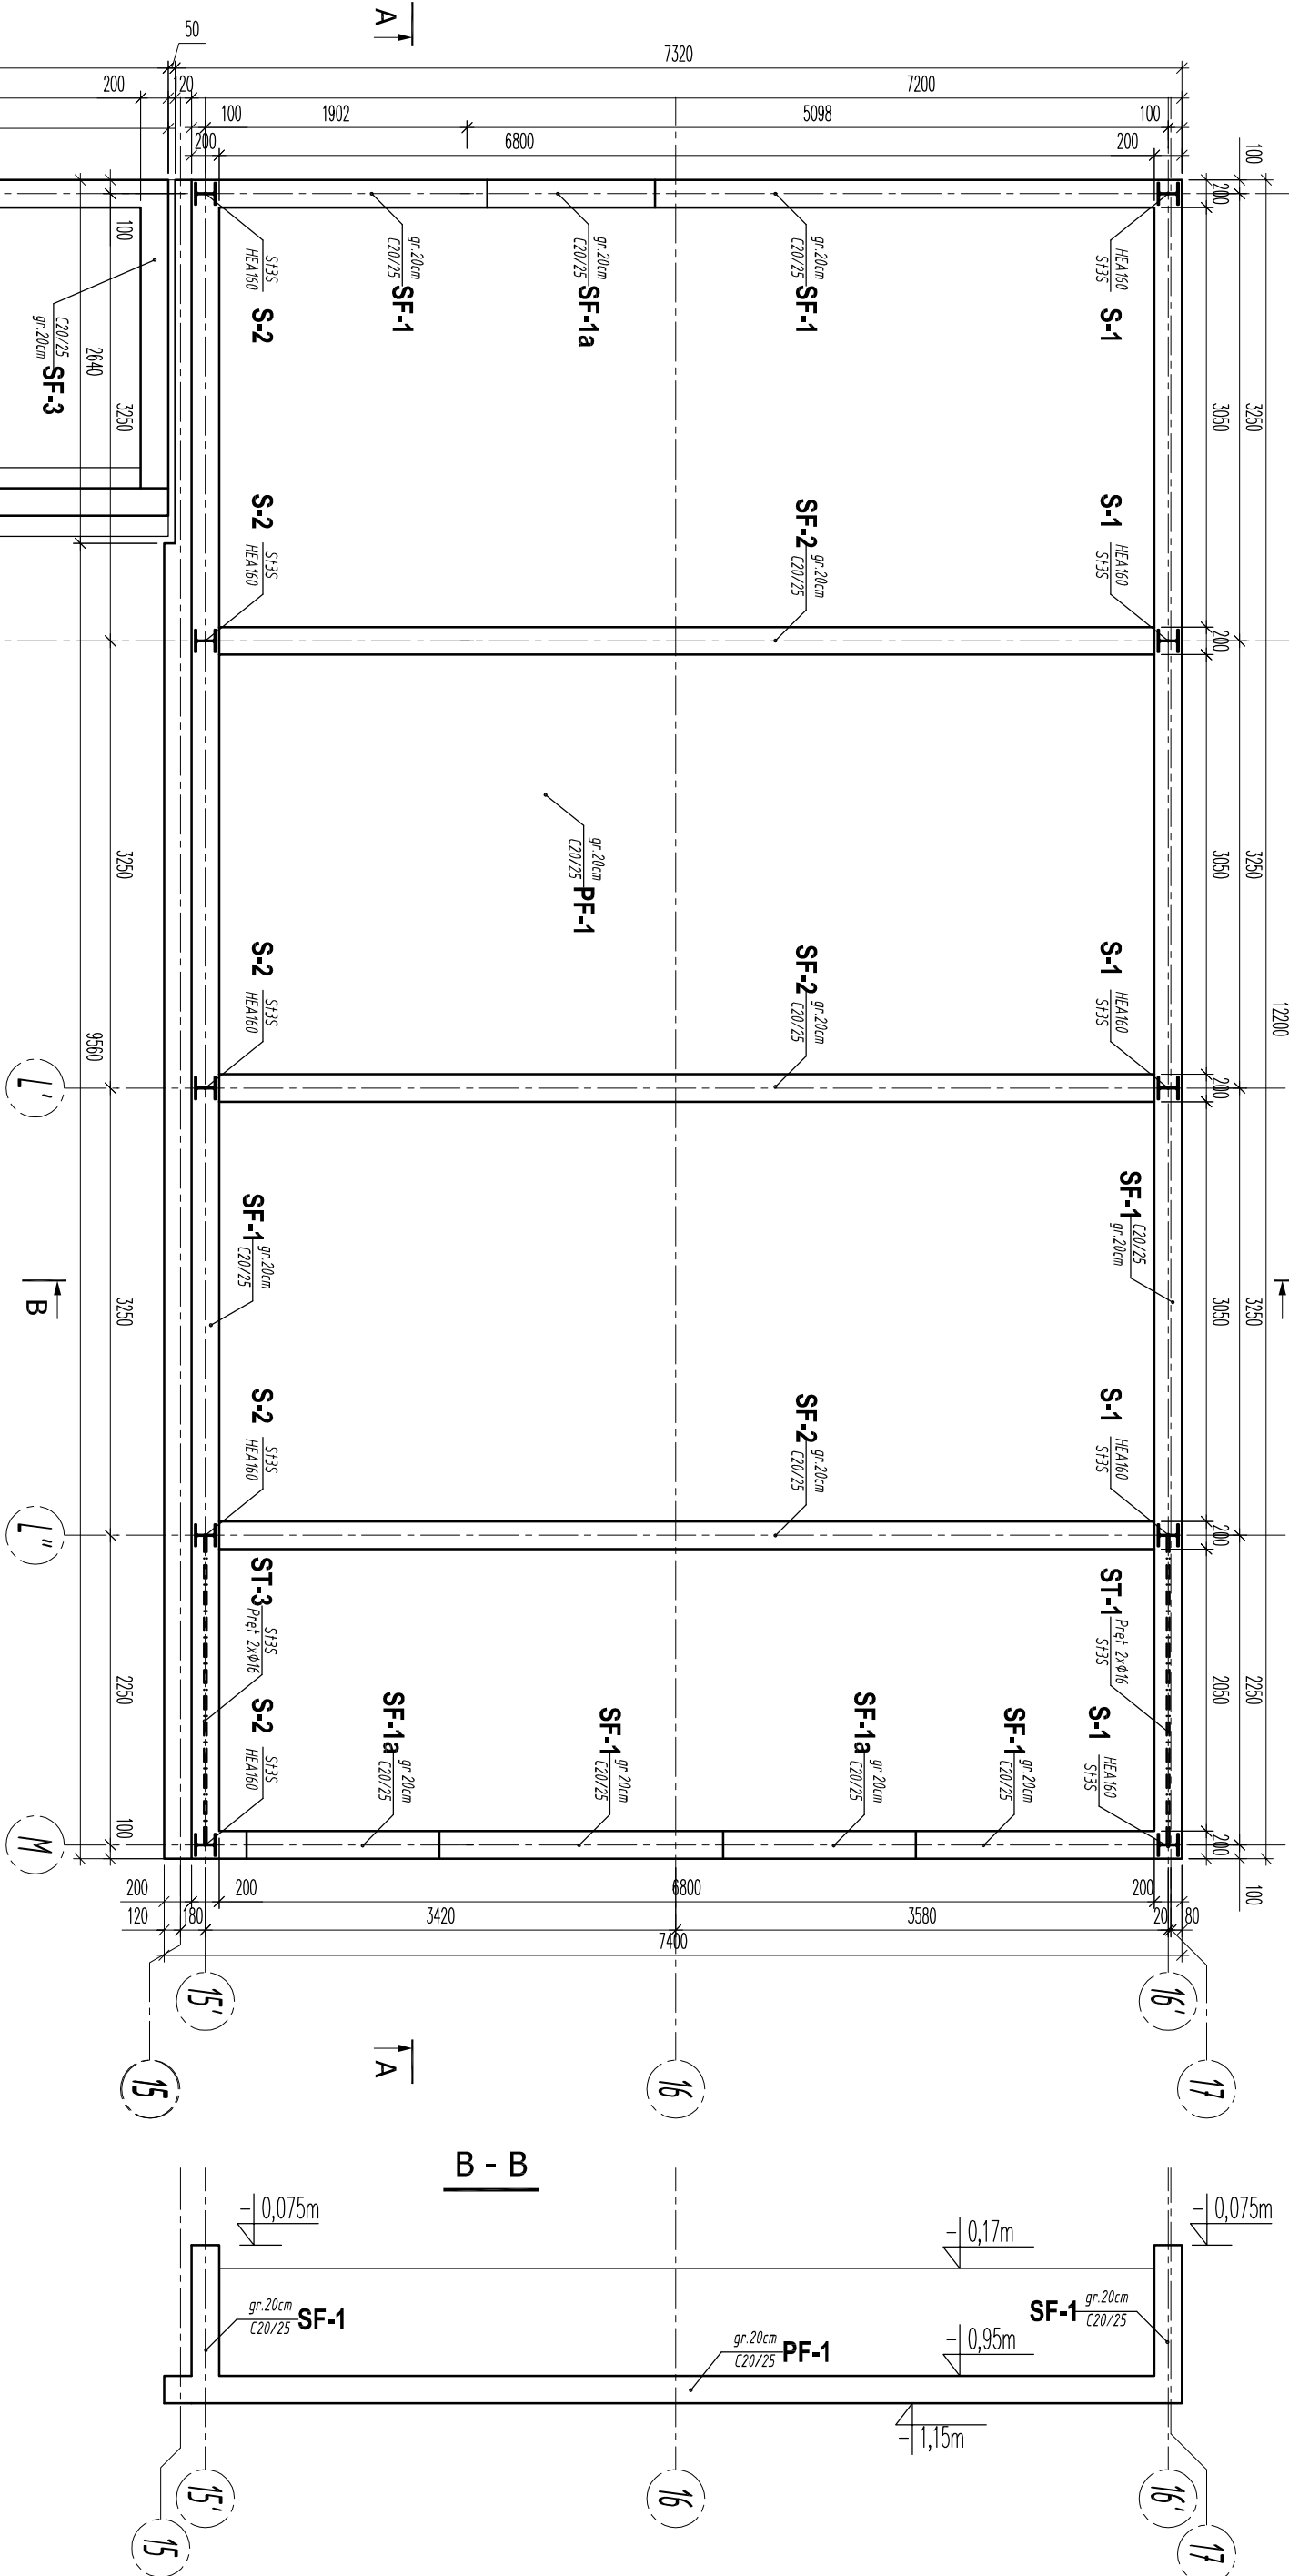 A
50
7320
200
120
7200
100
1902
5098
100
200
6800
200
100
200
100
3250
3050
3250
2640
12200
St3S
HEA160
S-2
gr.20cm
C20/25
SF-1
gr.20cm
C20/25
SF-1a
gr.20cm
C20/25
SF-1
HEA160
St3S
S-1
C20/25
gr.20cm
SF-3
S-2
St3S
HEA160
SF-2
gr.20cm
C20/25
S-1
HEA160
St3S
200
3250
3050
3250
gr.20cm
C20/25
PF-1
S-2
St3S
HEA160
SF-2
gr.20cm
C20/25
S-1
HEA160
St3S
200
9560
L'
SF-1
gr.20cm
C20/25
SF-1
C20/25
gr.20cm
B
3250
3050
3250
S-2
St3S
HEA160
SF-2
gr.20cm
C20/25
S-1
HEA160
St3S
200
L"
ST-3
St3S
Pręt 2xΦ16
ST-1
Pręt 2xΦ16
St3S
2250
2050
2250
S-2
St3S
HEA160
SF-1a
gr.20cm
C20/25
SF-1
gr.20cm
C20/25
SF-1a
gr.20cm
C20/25
SF-1
gr.20cm
C20/25
S-1
HEA160
St3S
100
200
M
200
200
6800
200
100
120
180
3420
3580
20
80
7400
15'
16'
A
15
16
17
B - B
- 0,075m
- 0,17m
- 0,075m
gr.20cm
C20/25
SF-1
SF-1
gr.20cm
C20/25
gr.20cm
C20/25
PF-1
- 0,95m
- 1,15m
15'
16
16'
15
17